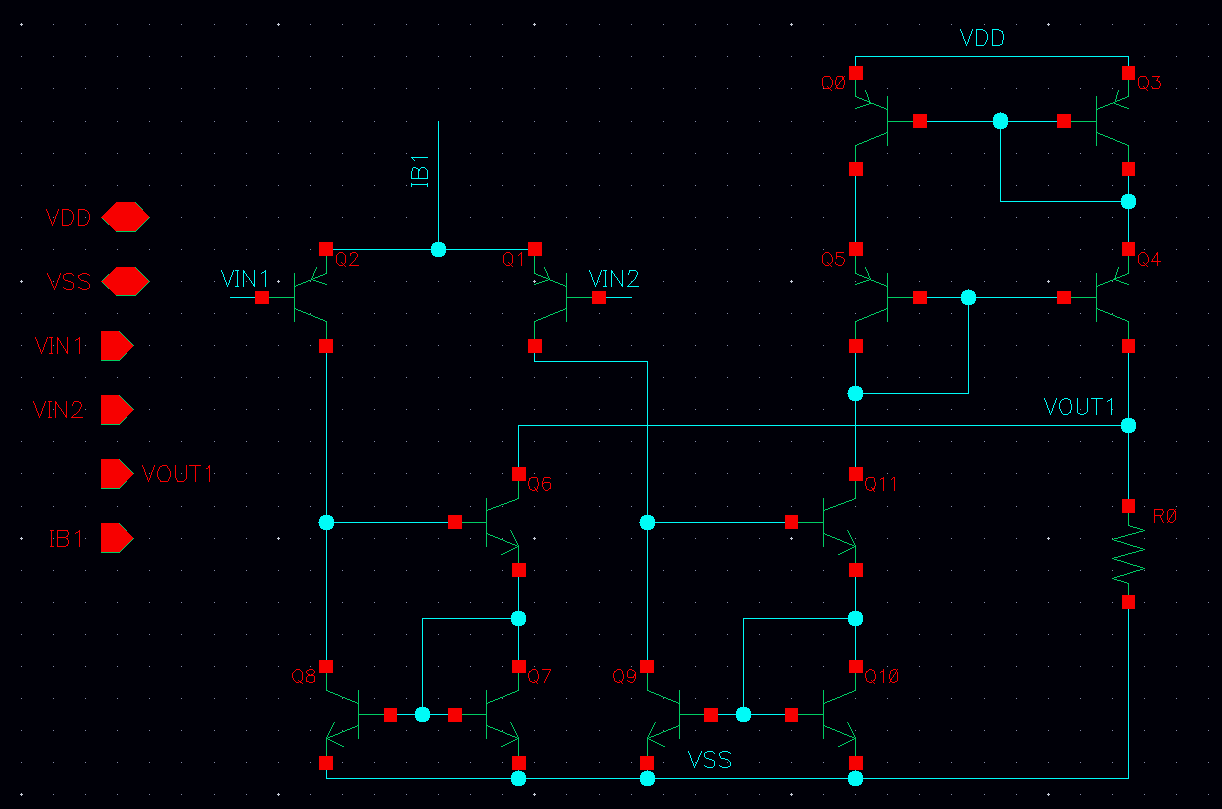 VDD
Q0
Q3
IB1
VDD
Q2
Q1
Q5
Q4
VSS
VIN1
VIN2
VIN1
VIN2
VOUT1
VOUT1
Q6
Q11
R0
IB1
Q8
Q7
Q9
Q10
VSS